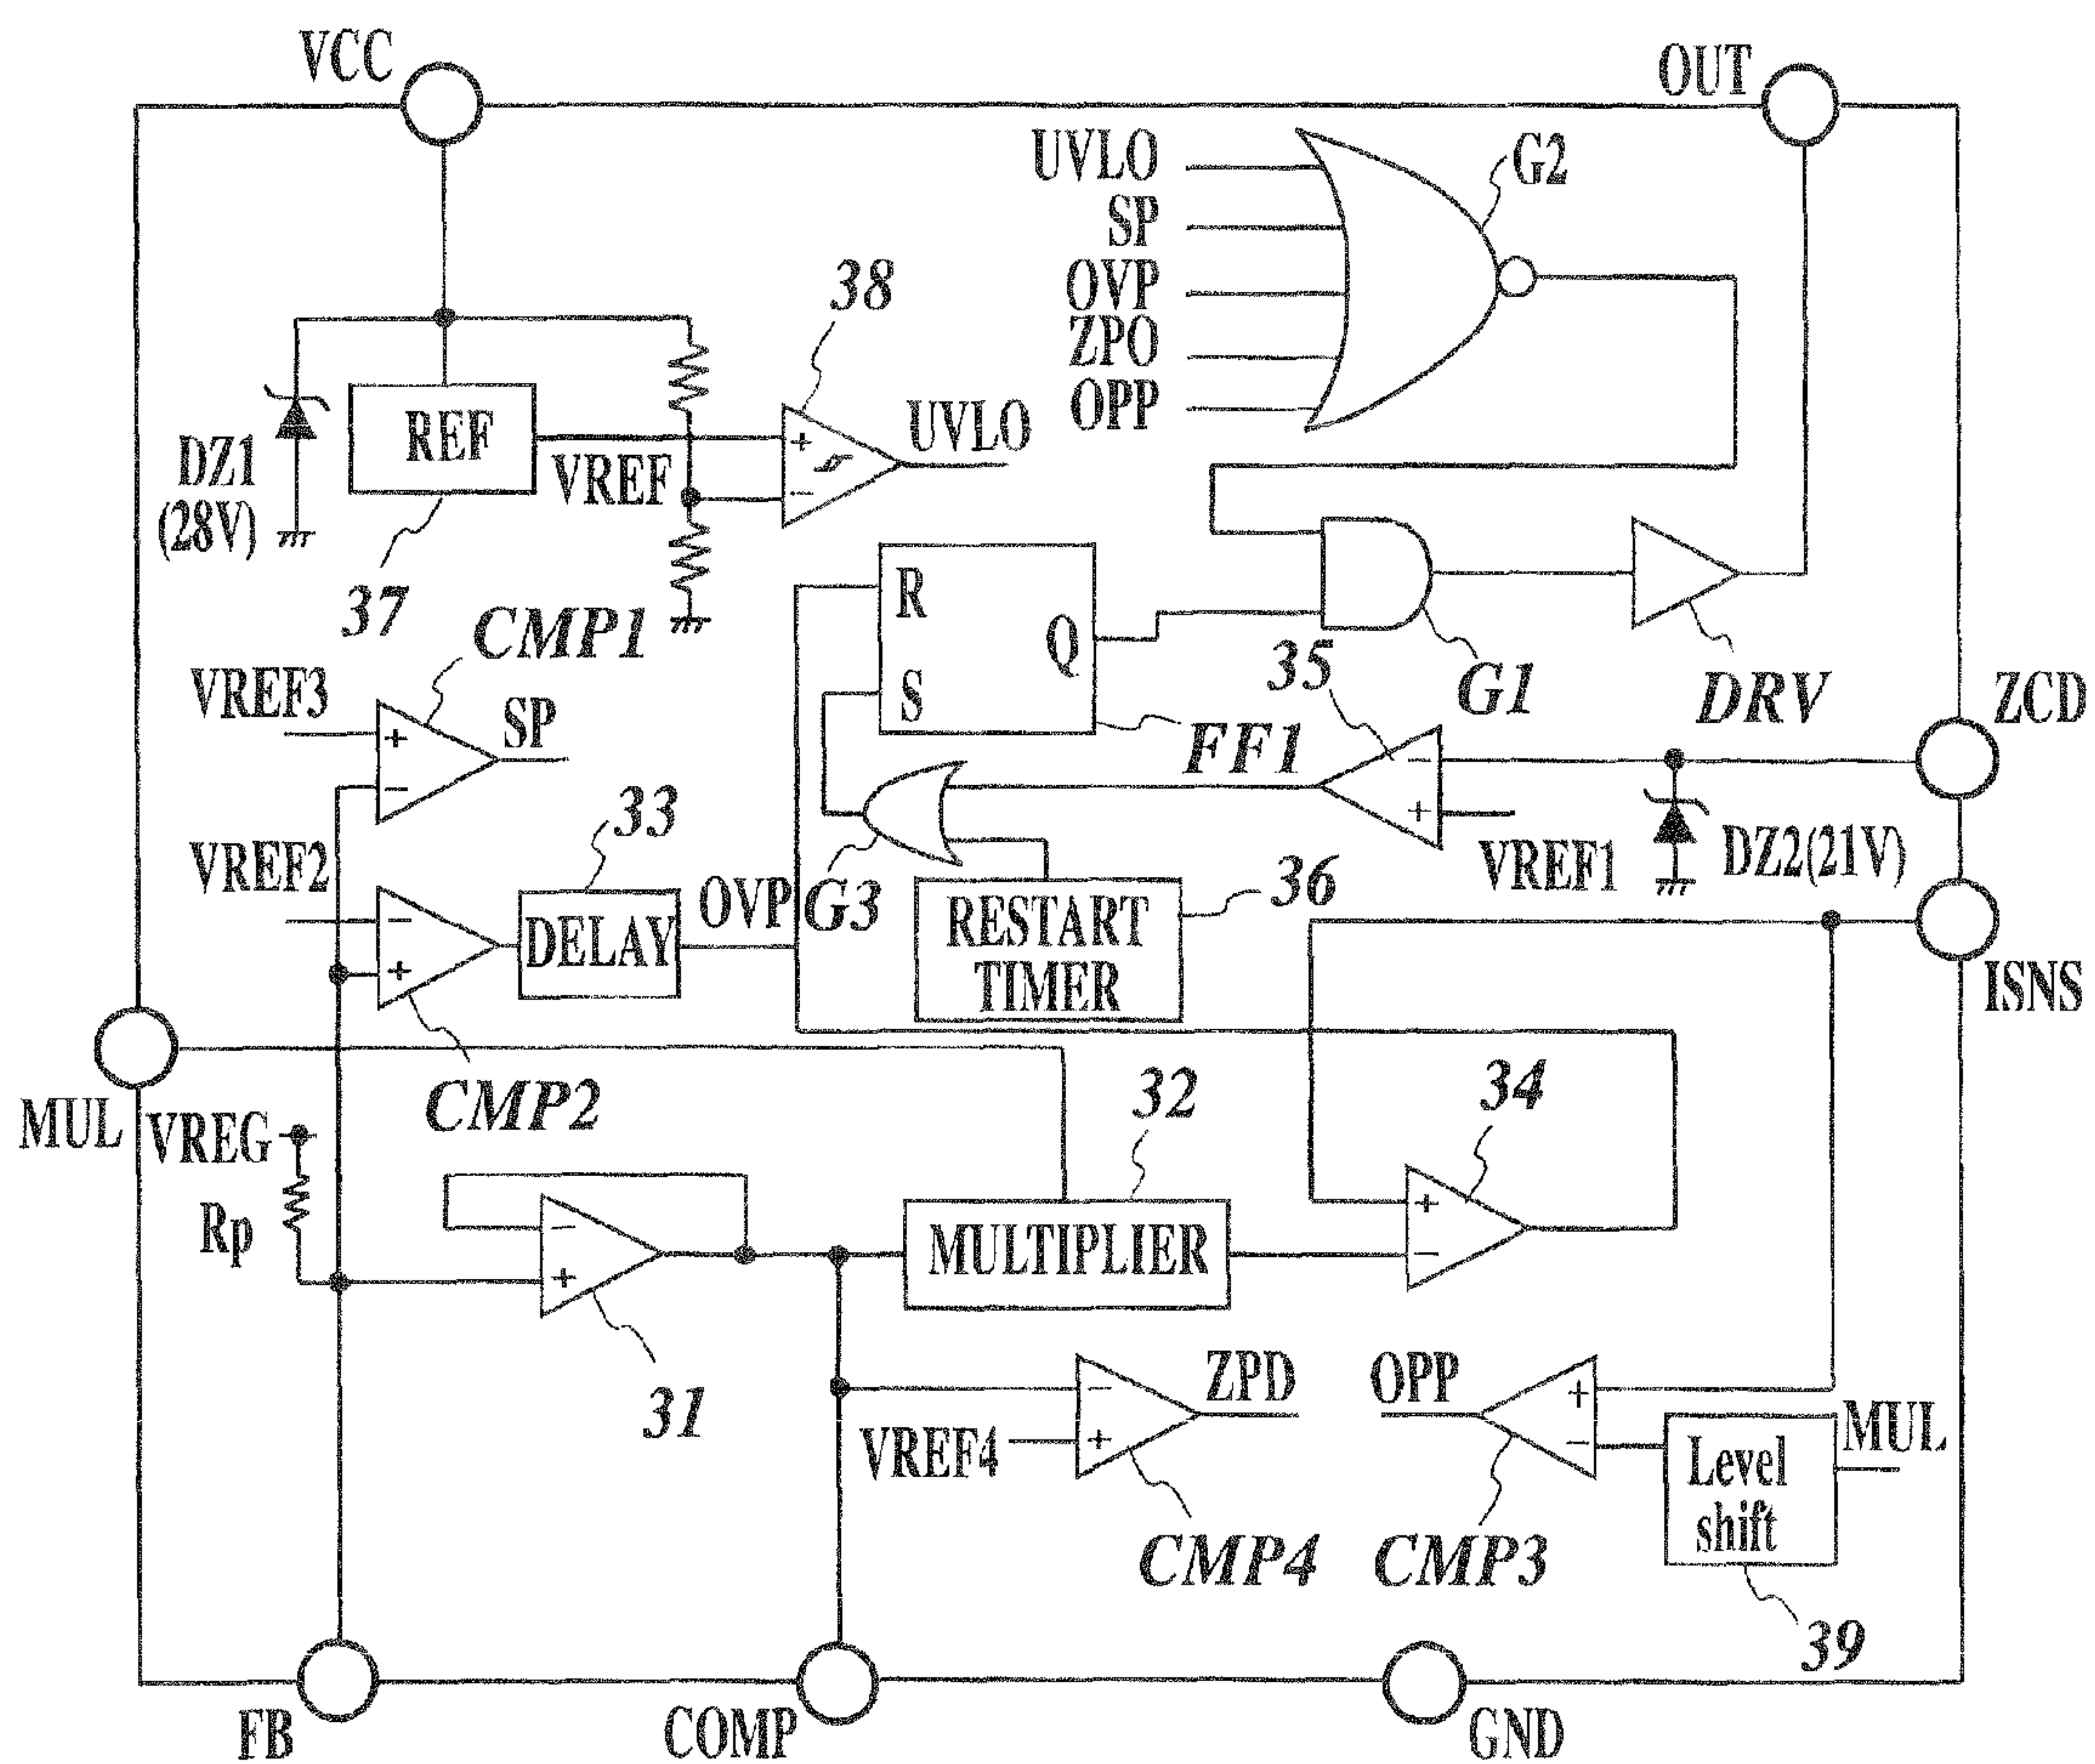 VCC
OUT
UVLO
SP
OVP
ZPO
OPP
G2
38
REF
VREF
UVLO
DZ1
(28V)
37
R
S
Q
FF1
G1
DRV
35
ZCD
CMP1
VREF3
+
-
SP
33
VREF2
-
+
DELAY
OVP
G3
RESTART
TIMER
36
-
+
VREF1
DZ2(21V)
ISNS
MUL
CMP2
VREG
Rp
-
+
31
32
MULTIPLIER
34
+
-
ZPD
-
+
VREF4
CMP4
OPP
+
-
CMP3
Level
shift
MUL
39
FB
COMP
GND
+
-